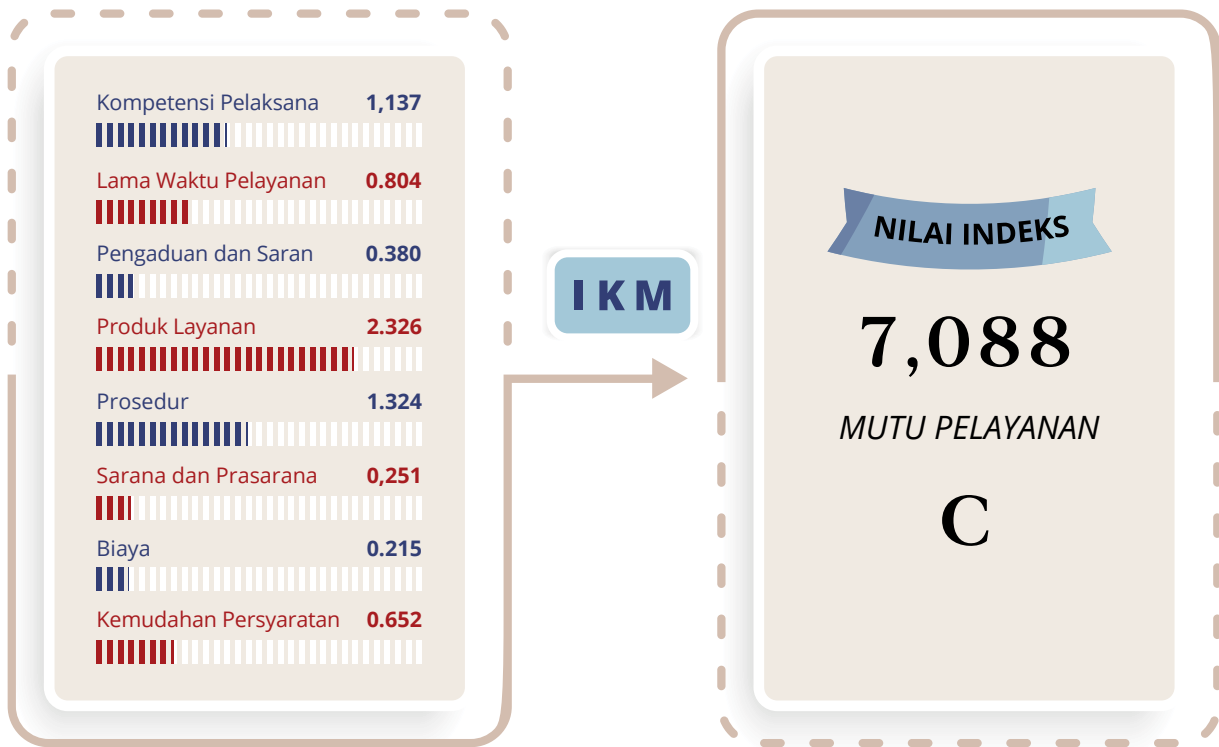 Kompetensi Pelaksana 1,137
Lama Waktu Pelayanan 0.804
Pengaduan dan Saran 0.380
Produk Layanan 2.326
Prosedur 1.324
Sarana dan Prasarana 0,251
Biaya 0.215
Kemudahan Persyaratan 0.652
IKM
NILAI INDEKS
7,088
MUTU PELAYANAN
C